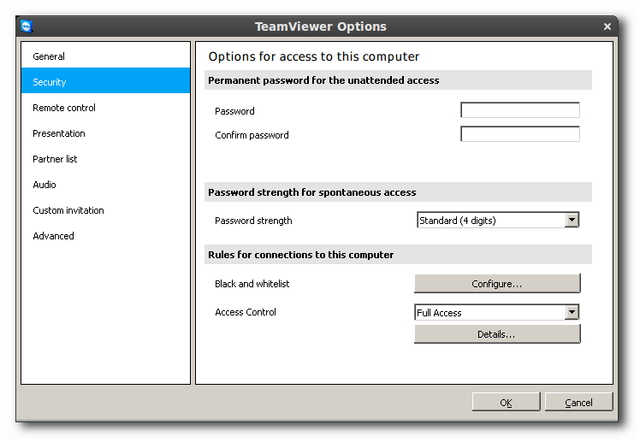 TeamViewer Options
General
Security
Remote control
Presentation
Partner list
Audio
Custom invitation
Advanced
Options for access to this computer
Permanent password for the unattended access
Password
Confirm password
Password strength for spontaneous access
Password strength Standard (4 digits)
Rules for connections to this computer
Black and whitelist Configure...
Access Control Full Access
Details...
OK Cancel